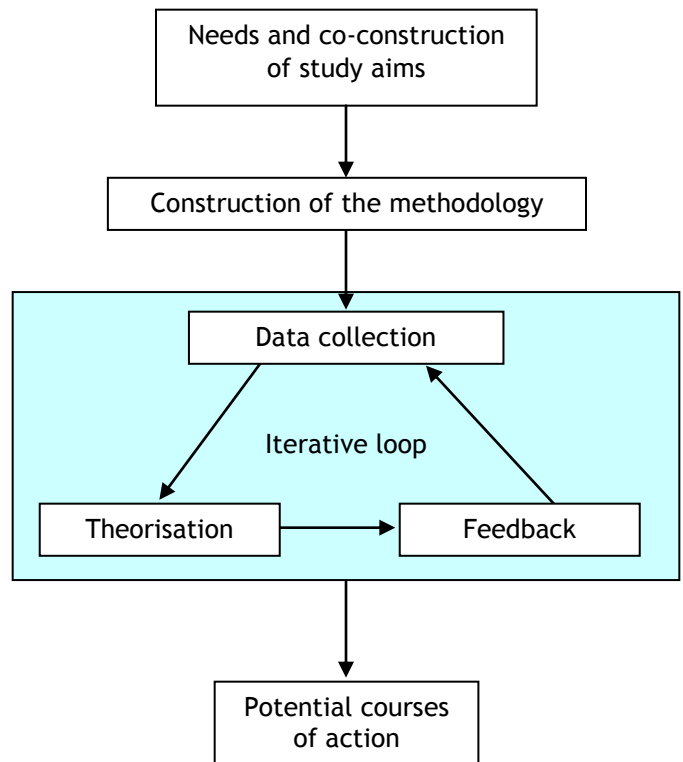 Needs and co-construction
of study aims
Construction of the methodology
Data collection
Iterative loop
Theorisation
Feedback
Potential courses
of action